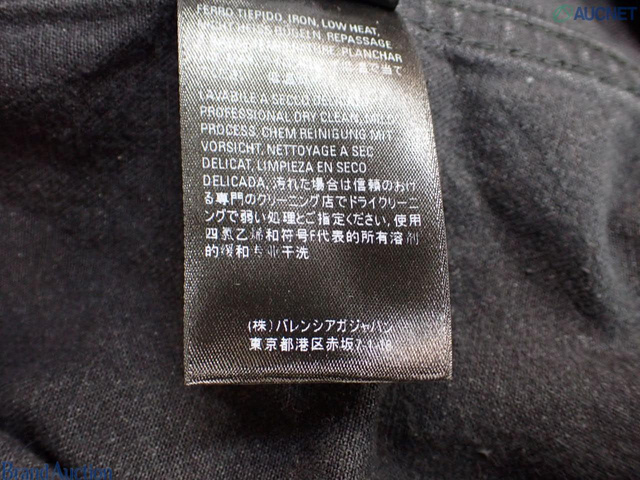 AUCNET
FERRO TIEPIDO, IRON, LOW HEAT,
BÜGELN, REPASSAGE
PLANCHAR
LAVABILE A SECCO
PROFESSIONAL DRY CLEAN,
PROCESS, CHEM REINIGUNG MIT
VORSICHT, NETTOYAGE A SEC
DELICAT, LIMPIEZA EN SECO
DELICADA, 汚れた場合は信頼のおけ
る専門のクリーニング店でドライクリーニ
ングで弱い処理とご指定ください, 使用
四氯乙烯和符号F代表的所有溶剂
的缓和专业干洗
(株)バレンシアガジャパン
東京都港区赤坂
Brand Auction